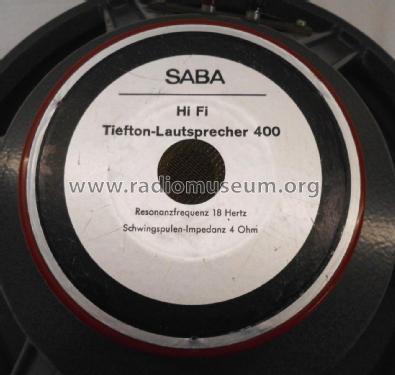 SABA
Hi Fi
Tiefton-Lautsprecher 400
www.radiomuseum.org
Resonanzfrequenz 18 Hertz
Schwingspulen-Impedanz 4 Ohm